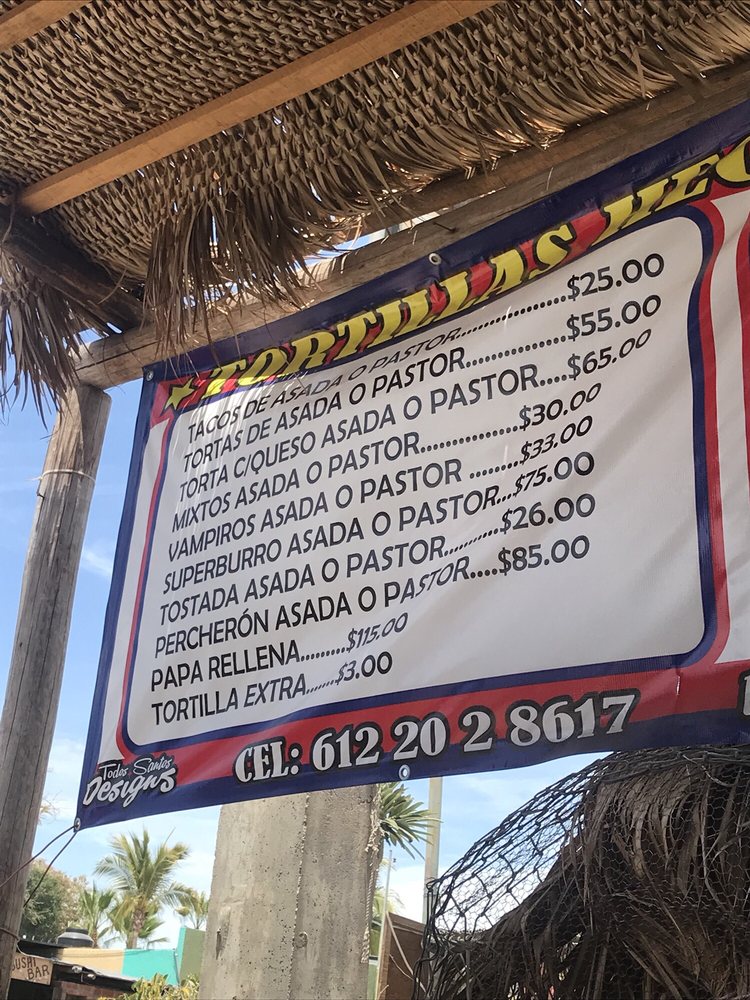 TORTILLAS HEC
TACOS DE ASADA O PASTOR..................$25.00
TORTAS DE ASADA O PASTOR................$55.00
TORTA C/QUESO ASADA O PASTOR....$65.00
MIXTOS ASADA O PASTOR................$30.00
VAMPIROS ASADA O PASTOR ........$33.00
SUPERBURRO ASADA O PASTOR...$75.00
TOSTADA ASADA O PASTOR..........$26.00
PERCHERÓN ASADA O PASTOR....$85.00
PAPA RELLENA.........$115.00
TORTILLA EXTRA.......$3.00
CEL: 612 20 2 8617
Todos Santos
Designs
SUSHI
BAR